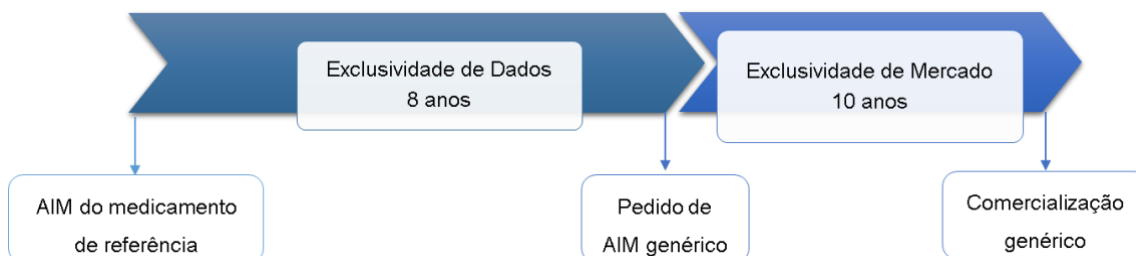 Exclusividade de Dados
8 anos
Exclusividade de Mercado
10 anos
AIM do medicamento
de referência
Pedido de
AIM genérico
Comercialização
genérico